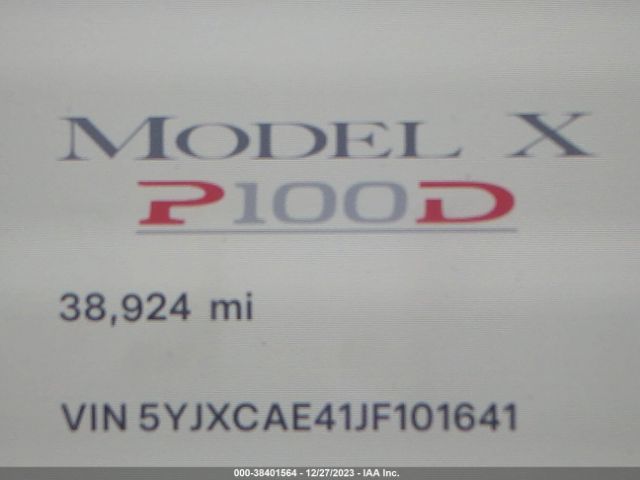 MODEL X
P100D
38,924 mi
VIN 5YJXCAE41JF101641
000-38401564 - 12/27/2023 - IAA Inc.